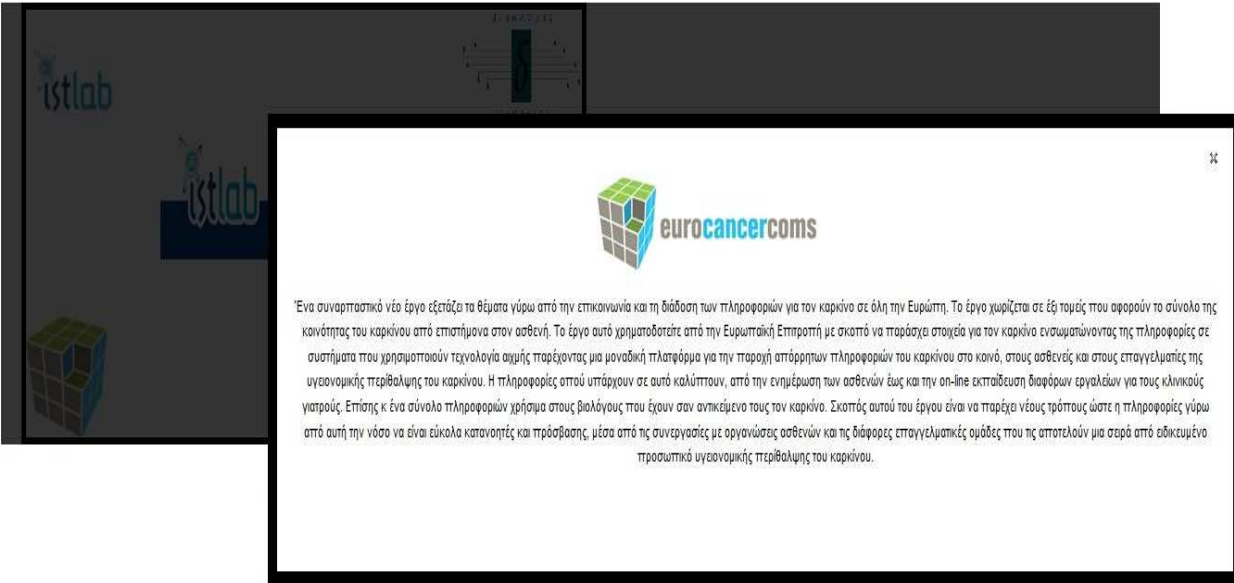 istlab
istlab
x
eurocancercoms
Ένα συναρπαστικό νέο έργο εξετάζει τα θέματα γύρω από την επικοινωνία και τη διάδοση των πληροφοριών για τον καρκίνο σε όλη την Ευρώπη. Το έργο χωρίζεται σε έξι τομείς που αφορούν το σύνολο της
κοινότητας του καρκίνου από επιστήμονα στον ασθενή. Το έργο αυτό χρηματοδοτείτε από την Ευρωπαϊκή Επιτροπή με σκοπό να παράσχει στοιχεία για τον καρκίνο ενσωματώνοντας της πληροφορίες σε
συστήματα που χρησιμοποιούν τεχνολογία αιχμής παρέχοντας μια μοναδική πλατφόρμα για την παροχή απόρρητων πληροφοριών του καρκίνου στο κοινό, στους ασθενείς και στους επαγγελματίες της
υγειονομικής περίθαλψης του καρκίνου. Η πληροφορίες οπού υπάρχουν σε αυτό καλύπτουν, από την ενημέρωση των ασθενών έως και την on-line εκπαίδευση διαφόρων εργαλείων για τους κλινικούς
γιατρούς. Επίσης κ ένα σύνολο πληροφοριών χρήσιμα στους βιολόγους που έχουν σαν αντικείμενο τους τον καρκίνο. Σκοπός αυτού του έργου είναι να παρέχει νέους τρόπους ώστε η πληροφορίες γύρω
από αυτή την νόσο να είναι εύκολα κατανοητές και πρόσβασης, μέσα από τις συνεργασίες με οργανώσεις ασθενών και τις διάφορες επαγγελματικές ομάδες που τις αποτελούν μια σειρά από ειδικευμένο
προσωπικό υγειονομικής περίθαλψης του καρκίνου.